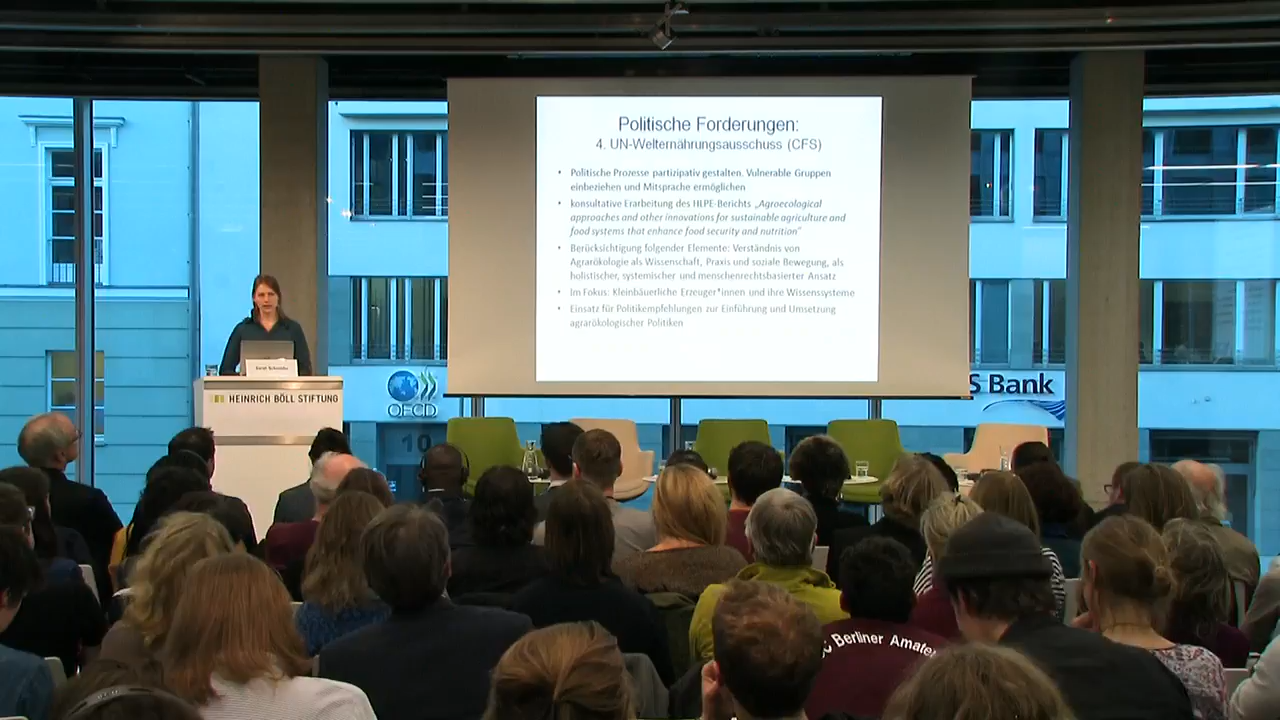 Politische Forderungen:
4. UN-Welternährungsausschuss (CFS)
• Politische Prozesse partizipativ gestalten. Vulnerable Gruppen
einbeziehen und Mitsprache ermöglichen
• konsultative Erarbeitung des HLPE-Berichts „Agroecological
approaches and other innovations for sustainable agriculture and
food systems that enhance food security and nutrition“
• Berücksichtigung folgender Elemente: Verständnis von
Agrarökologie als Wissenschaft, Praxis und soziale Bewegung, als
holistischer, systemischer und menschenrechtsbasierter Ansatz
• Im Fokus: Kleinbäuerliche Erzeuger*innen und ihre Wissenssysteme
• Einsatz für Politikempfehlungen zur Einführung und Umsetzung
agrarökologischer Politiken
HEINRICH BÖLL STIFTUNG
OECD
10
S Bank
Berliner Amate